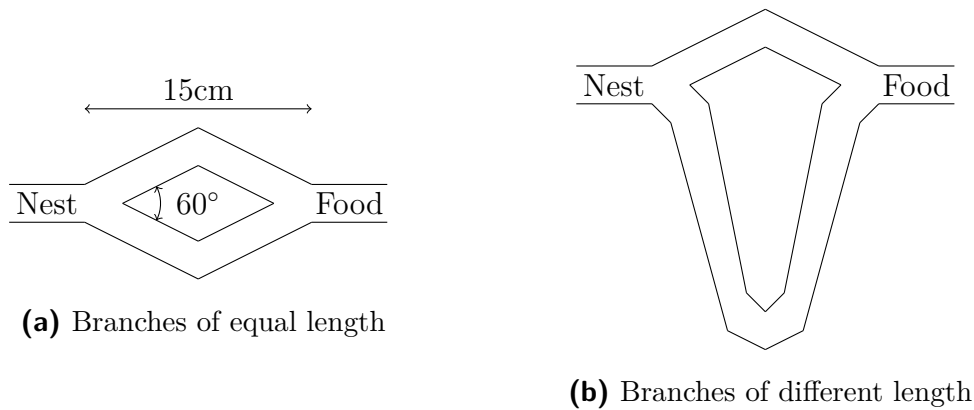 15cm
Nest
60°
Food
(a) Branches of equal length
Nest
Food
(b) Branches of different length